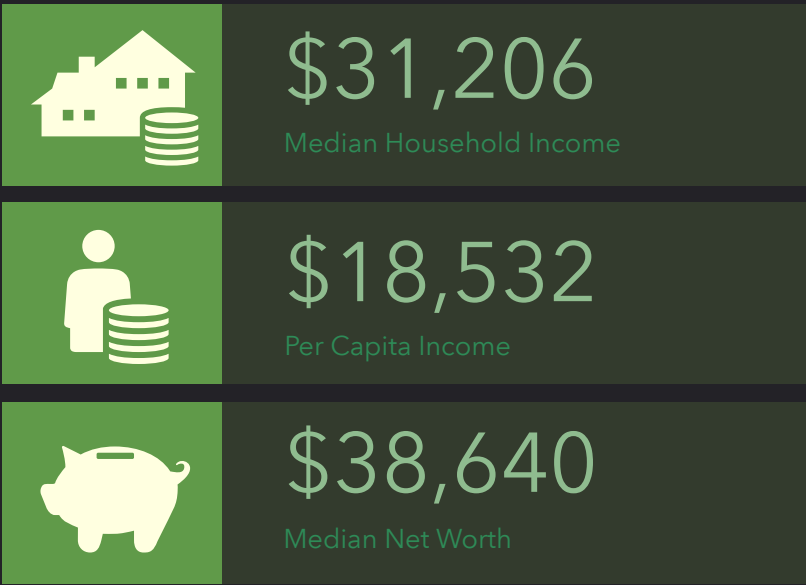 $31,206
Median Household Income
$18,532
Per Capita Income
$38,640
Median Net Worth